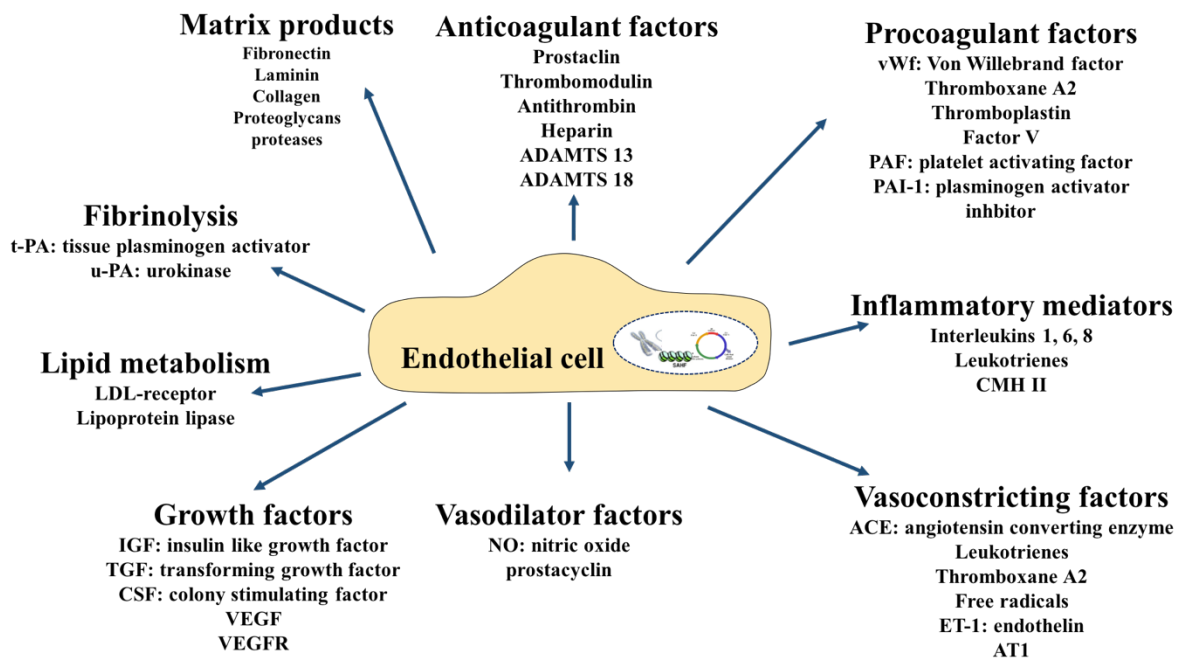 Matrix products
Fibronectin
Laminin
Collagen
Proteoglycans
proteases
Anticoagulant factors
Prostaclin
Thrombomodulin
Antithrombin
Heparin
ADAMTS 13
ADAMTS 18
Procoagulant factors
vWf: Von Willebrand factor
Thromboxane A2
Thromboplastin
Factor V
PAF: platelet activating factor
PAI-1: plasminogen activator
inhbitor
Fibrinolysis
t-PA: tissue plasminogen activator
u-PA: urokinase
Inflammatory mediators
Interleukins 1, 6, 8
Leukotrienes
CMH II
Endothelial cell
SAHF
Lipid metabolism
LDL-receptor
Lipoprotein lipase
Growth factors
IGF: insulin like growth factor
TGF: transforming growth factor
CSF: colony stimulating factor
VEGF
VEGFR
Vasodilator factors
NO: nitric oxide
prostacyclin
Vasoconstricting factors
ACE: angiotensin converting enzyme
Leukotrienes
Thromboxane A2
Free radicals
ET-1: endothelin
AT1